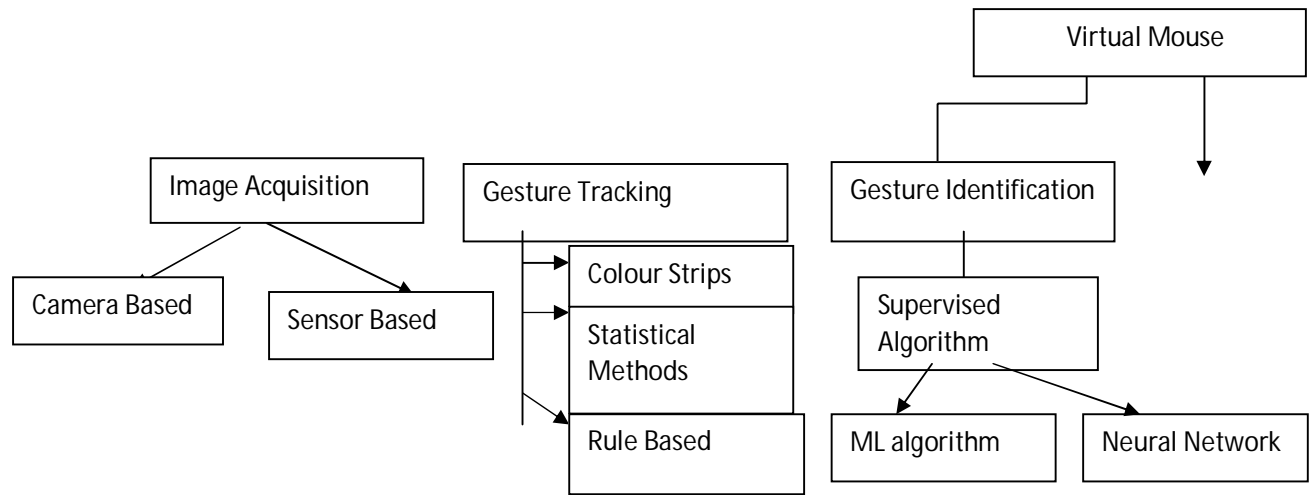 Virtual Mouse
Image Acquisition
Gesture Tracking
Gesture Identification
Camera Based
Sensor Based
Colour Strips
Statistical
Methods
Rule Based
Supervised
Algorithm
ML algorithm
Neural Network